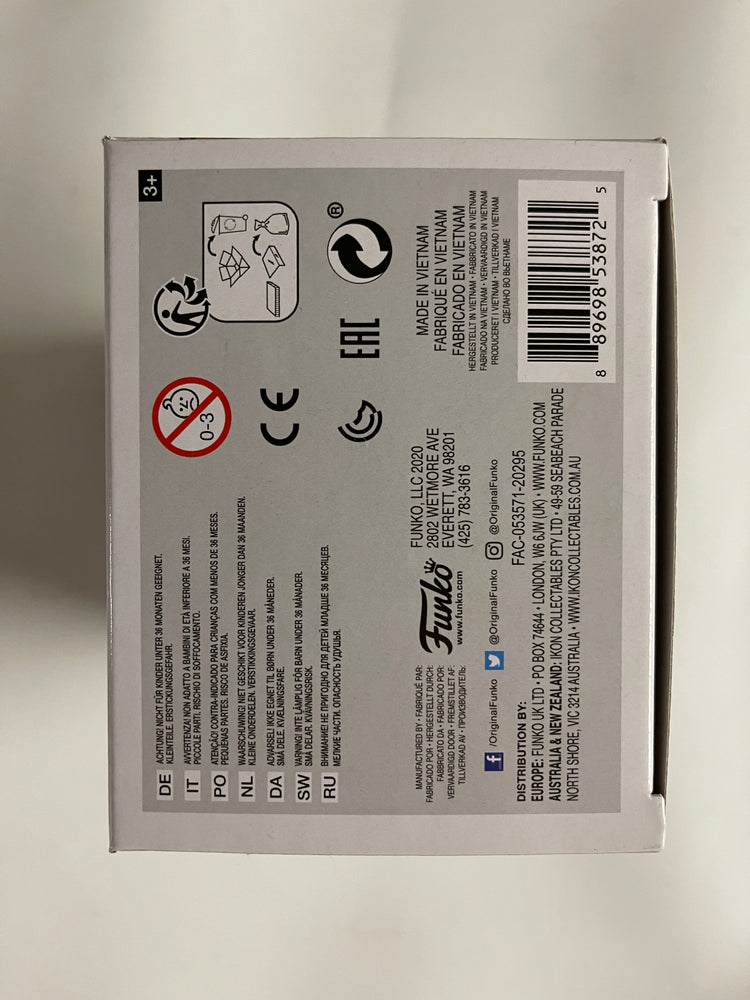 DE ACHTUNG! NICHT FÜR KINDER UNTER 36 MONATEN GEEIGNET.
KLEINTEILE. ERSTICKUNGSGEFAHR.
IT AVVERTENZA! NON ADATTO A BAMBINI DI ETÀ INFERIORE A 36 MESI.
PICCOLE PARTI. RISCHIO DI SOFFOCAMENTO.
PO ATENÇÃO! CONTRA-INDICADO PARA CRIANÇAS COM MENOS DE 36 MESES.
PEQUENAS PARTES. RISCO DE ASFIXIA.
NL WAARSCHUWING! NIET GESCHIKT VOOR KINDEREN JONGER DAN 36 MAANDEN.
KLEINE ONDERDELEN. VERSTIKKINGSGEVAAR.
DA ADVARSEL! IKKE EGNET TIL BØRN UNDER 36 MÅNEDER.
SMÅ DELE. KVÆLNINGSFARE.
SW VARNING! INTE LÄMPLIG FÖR BARN UNDER 36 MÅNADER.
SMÅ DELAR. KVÄVNINGSRISK.
RU ВНИМАНИЕ! НЕ ПРИГОДНО ДЛЯ ДЕТЕЙ МЛАДШЕ 36 МЕСЯЦЕВ.
МЕЛКИЕ ЧАСТИ. ОПАСНОСТЬ УДУШЬЯ.
0-3
CE
EAC
®
3+
MANUFACTURED BY • FABRIQUÉ PAR:
FABRICADO POR • HERGESTELLT DURCH:
FABBRICATO DA • FABRICADO POR:
VERVAARDIGD DOOR • FREMSTILLET AF:
TILLVERKAD AV • ПРОИЗВОДИТЕЛЬ:
Funko
www.funko.com
FUNKO, LLC 2020
2802 WETMORE AVE
EVERETT, WA 98201
(425) 783-3616
/OriginalFunko @OriginalFunko @OriginalFunko
MADE IN VIETNAM
FABRIQUÉ EN VIETNAM
FABRICADO EN VIETNAM
HERGESTELLT IN VIETNAM • FABBRICATO IN VIETNAM
FABRICADO NA VIETNAM • VERVAARDIGD IN VIETNAM
PRODUCERET I VIETNAM • TILLVERKAD I VIETNAM
СДЕЛАНО ВО ВЬЕТНАМЕ
FAC-053571-20295
DISTRIBUTION BY:
EUROPE: FUNKO UK LTD • PO BOX 74644 • LONDON, W6 6JW (UK) • WWW.FUNKO.COM
AUSTRALIA & NEW ZEALAND: IKON COLLECTABLES PTY LTD • 49-59 SEABEACH PARADE
NORTH SHORE, VIC 3214 AUSTRALIA • WWW.IKONCOLLECTABLES.COM.AU
8 89698 53872 5